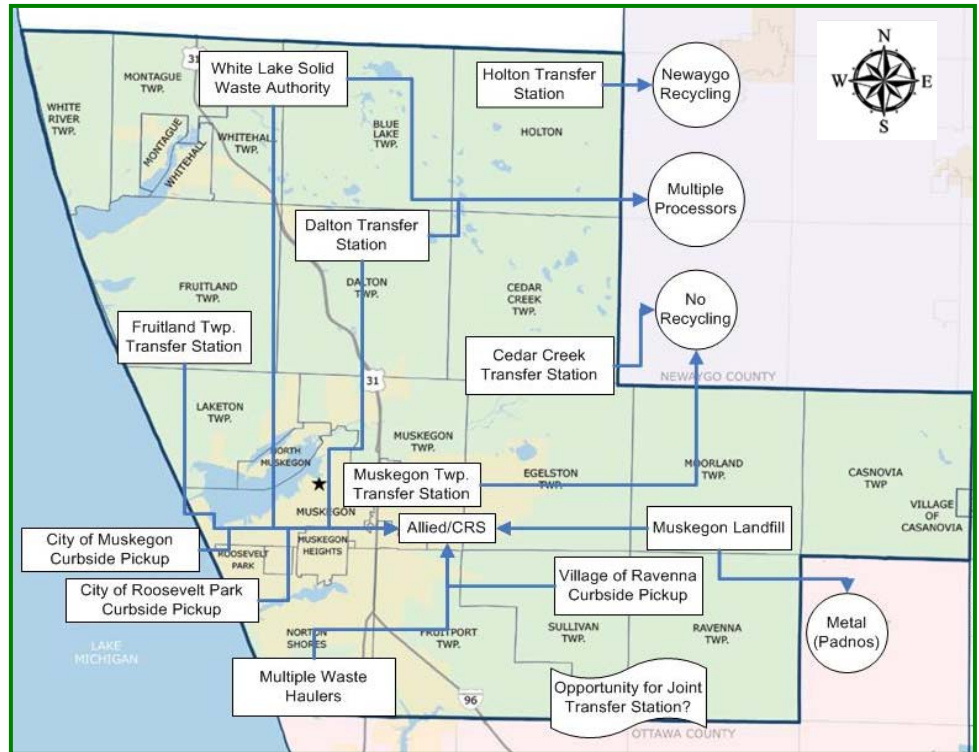 31
White Lake Solid
Waste Authority
Holton Transfer
Station
Newaygo
Recycling
N
W
E
S
MONTAGUE
TWP.
WHITE
RIVER
TWP.
MONTAGUE
WHITEHALL
WHITEHALL
TWP.
BLUE
LAKE
TWP.
HOLTON
Multiple
Processors
Dalton Transfer
Station
FRUITLAND
TWP.
DALTON
TWP.
CEDAR
CREEK
TWP.
No
Recycling
Fruitland Twp.
Transfer Station
Cedar Creek
Transfer Station
NEWAYGO COUNTY
31
LAKETON
TWP.
NORTH
MUSKEGON
MUSKEGON
TWP.
Muskegon Twp.
Transfer Station
EGELSTON
TWP.
MOORLAND
TWP.
CASNOVIA
TWP
VILLAGE
OF
CASANOVIA
MUSKEGON
Allied/CRS
Muskegon Landfill
City of Muskegon
Curbside Pickup
ROOSEVELT
PARK
MUSKEGON
HEIGHTS
City of Roosevelt Park
Curbside Pickup
Village of Ravenna
Curbside Pickup
Metal
(Padnos)
LAKE
MICHIGAN
NORTON
SHORES
FRUITPORT
TWP.
SULLIVAN
TWP.
RAVENNA
TWP.
Multiple Waste
Haulers
96
Opportunity for Joint
Transfer Station?
OTTAWA COUNTY